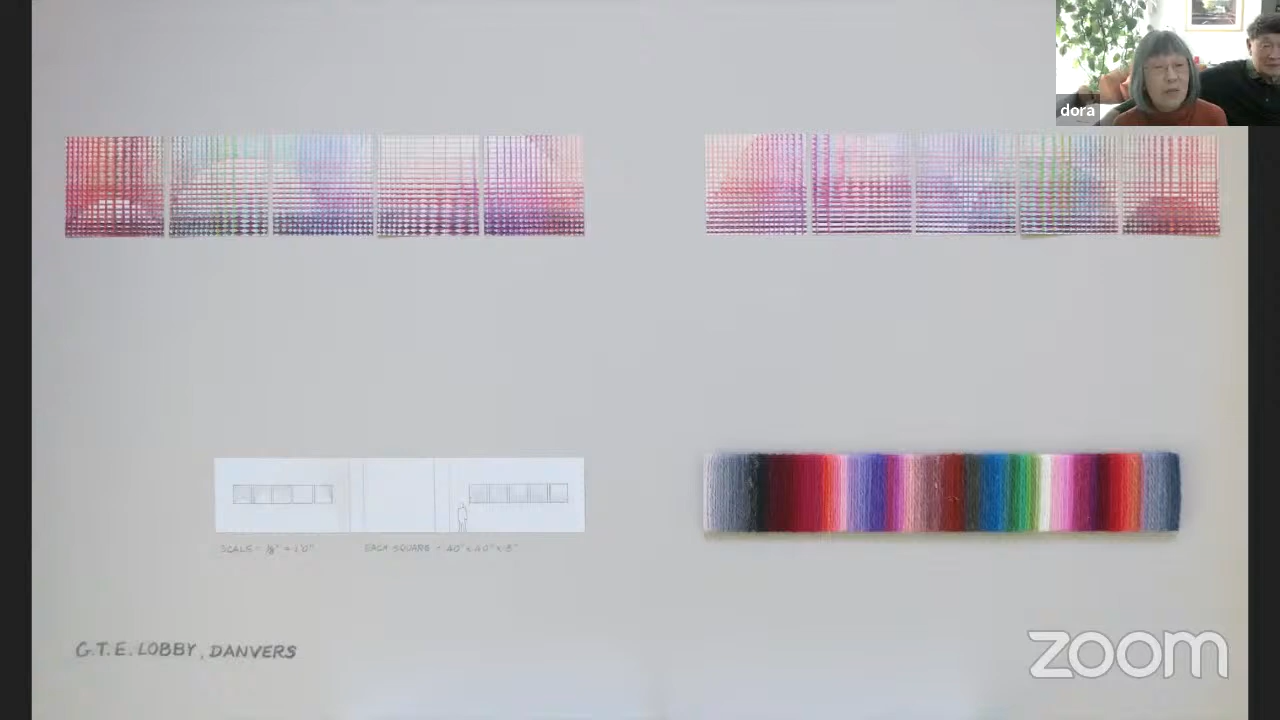 dora
SCALE - 1/8" = 1'0"
EACH SQUARE - 40" x 40" x 3"
G.T.E. LOBBY, DANVERS
zoom